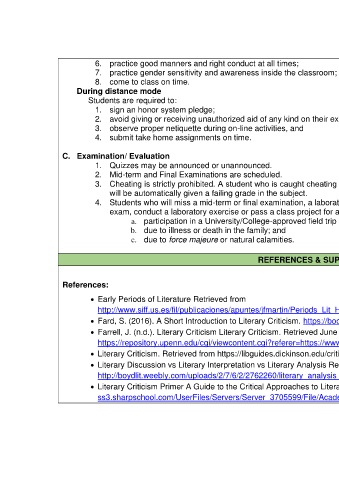 6. practice good manners and right conduct at all times;
7. practice gender sensitivity and awareness inside the classroom;
8. come to class on time.
During distance mode
Students are required to:
1. sign an honor system pledge;
2. avoid giving or receiving unauthorized aid of any kind on their ex
3. observe proper netiquette during on-line activities, and
4. submit take home assignments on time.
C. Examination/ Evaluation
1. Quizzes may be announced or unannounced.
2. Mid-term and Final Examinations are scheduled.
3. Cheating is strictly prohibited. A student who is caught cheating
will be automatically given a failing grade in the subject.
4. Students who will miss a mid-term or final examination, a laborat
exam, conduct a laboratory exercise or pass a class project for a
a. participation in a University/College-approved field trip
b. due to illness or death in the family; and
c. due to force majeure or natural calamities.
REFERENCES & SUP
References:
• Early Periods of Literature Retrieved from
http://www.siff.us.es/fil/publicaciones/apuntes/jfmartin/Periods_Lit_H
• Fard, S. (2016). A Short Introduction to Literary Criticism. https://boo
• Farrell, J. (n.d.). Literary Criticism Literary Criticism. Retrieved June
https://repository.upenn.edu/cgi/viewcontent.cgi?referer=https://www
• Literary Criticism. Retrieved from https://libguides.dickinson.edu/criti
• Literary Discussion vs Literary Interpretation vs Literary Analysis Re
http://boydlit.weebly.com/uploads/2/7/6/2/2762260/literary_analysis_
• Literary Criticism Primer A Guide to the Critical Approaches to Litera
ss3.sharpschool.com/UserFiles/Servers/Server_3705599/File/Acade